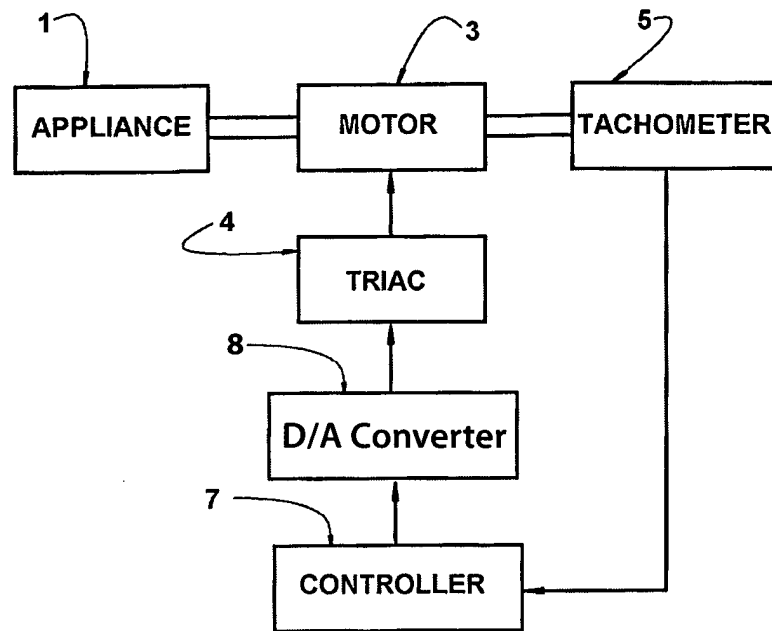 1
3
5
APPLIANCE
MOTOR
TACHOMETER
4
TRIAC
8
D/A Converter
7
CONTROLLER